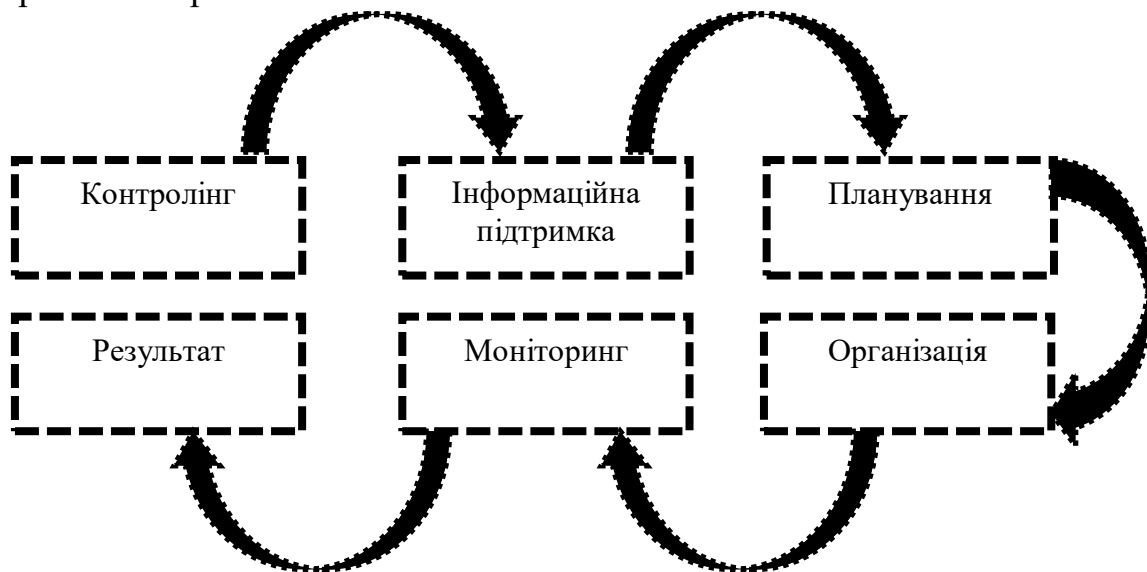 Контролінг
Інформаційна
підтримка
Планування
Результат
Моніторинг
Організація